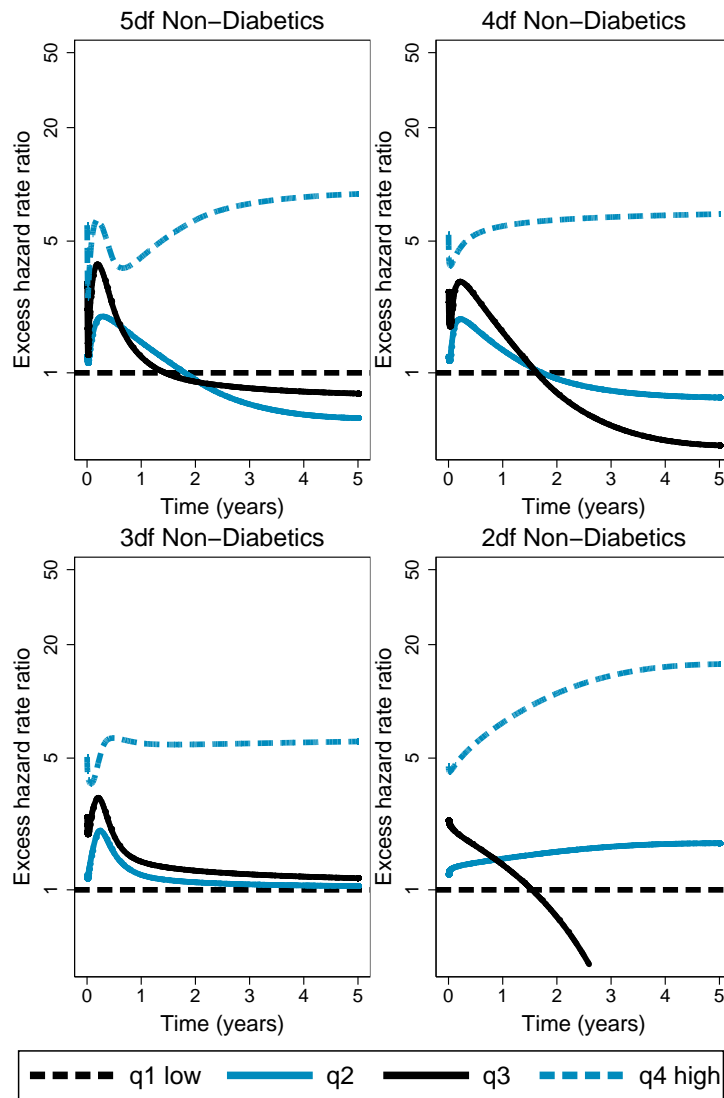 5df Non−Diabetics
4df Non−Diabetics
Excess hazard rate ratio
50
20
5
1
0 1 2 3 4 5
Time (years)
Excess hazard rate ratio
50
20
5
1
0 1 2 3 4 5
Time (years)
3df Non−Diabetics
2df Non−Diabetics
Excess hazard rate ratio
50
20
5
1
0 1 2 3 4 5
Time (years)
Excess hazard rate ratio
50
20
5
1
0 1 2 3 4 5
Time (years)
q1 low q2 q3 q4 high